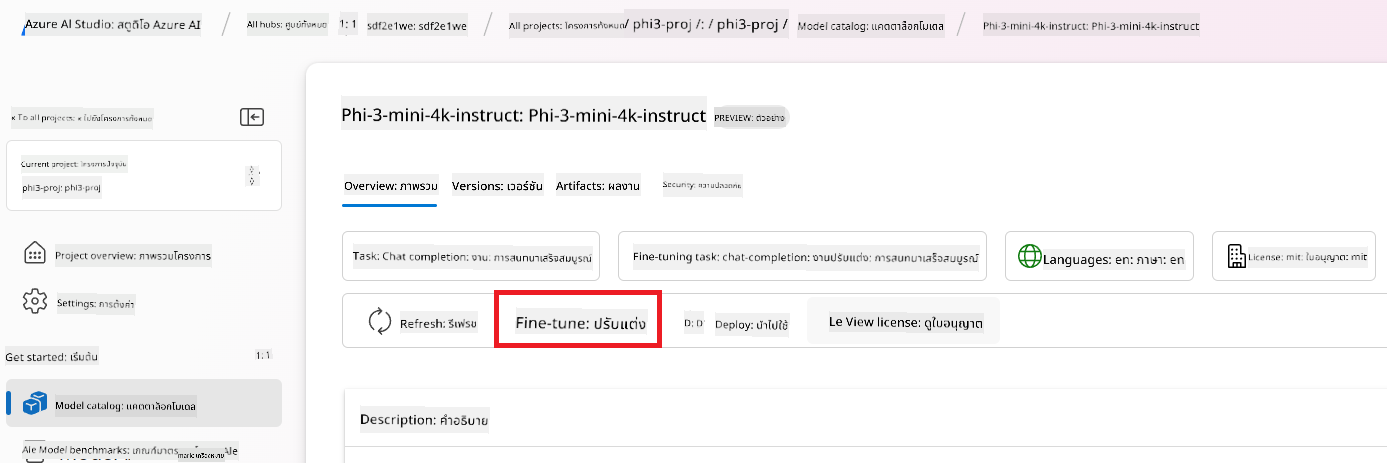 Azure AI Studio: สตูดิโอ Azure AI / All hubs: ศูนย์ทั้งหมด 1: 1 sdf2e1we: sdf2e1we / All projects: โครงการทั้งหมด / phi3-proj /: / phi3-proj / Model catalog: แคตตาล็อกโมเดล / Phi-3-mini-4k-instruct: Phi-3-mini-4k-instruct
« To all projects: « ไปยังโครงการทั้งหมด
Current project: โครงการปัจจุบัน
phi3-proj: phi3-proj
Project overview: ภาพรวมโครงการ
Settings: การตั้งค่า
Get started: เริ่มต้น 1: 1
Model catalog: แคตตาล็อกโมเดล
Aie Model benchmarks: เกณฑ์มาตร
Phi-3-mini-4k-instruct: Phi-3-mini-4k-instruct PREVIEW: ตัวอย่าง
Overview: ภาพรวม Versions: เวอร์ชัน Artifacts: ผลงาน Security: ความปลอดภัย
Task: Chat completion: งาน: การสนทนาเสร็จสมบูรณ์ Fine-tuning task: chat-completion: งานปรับแต่ง: การสนทนาเสร็จสมบูรณ์ Languages: en: ภาษา: en License: mit: ใบอนุญาต: mit
Refresh: รีเฟรช Fine-tune: ปรับแต่ง D: D' Deploy: นำไปใช้ Le View license: ดูใบอนุญาต
Description: คำอธิบาย